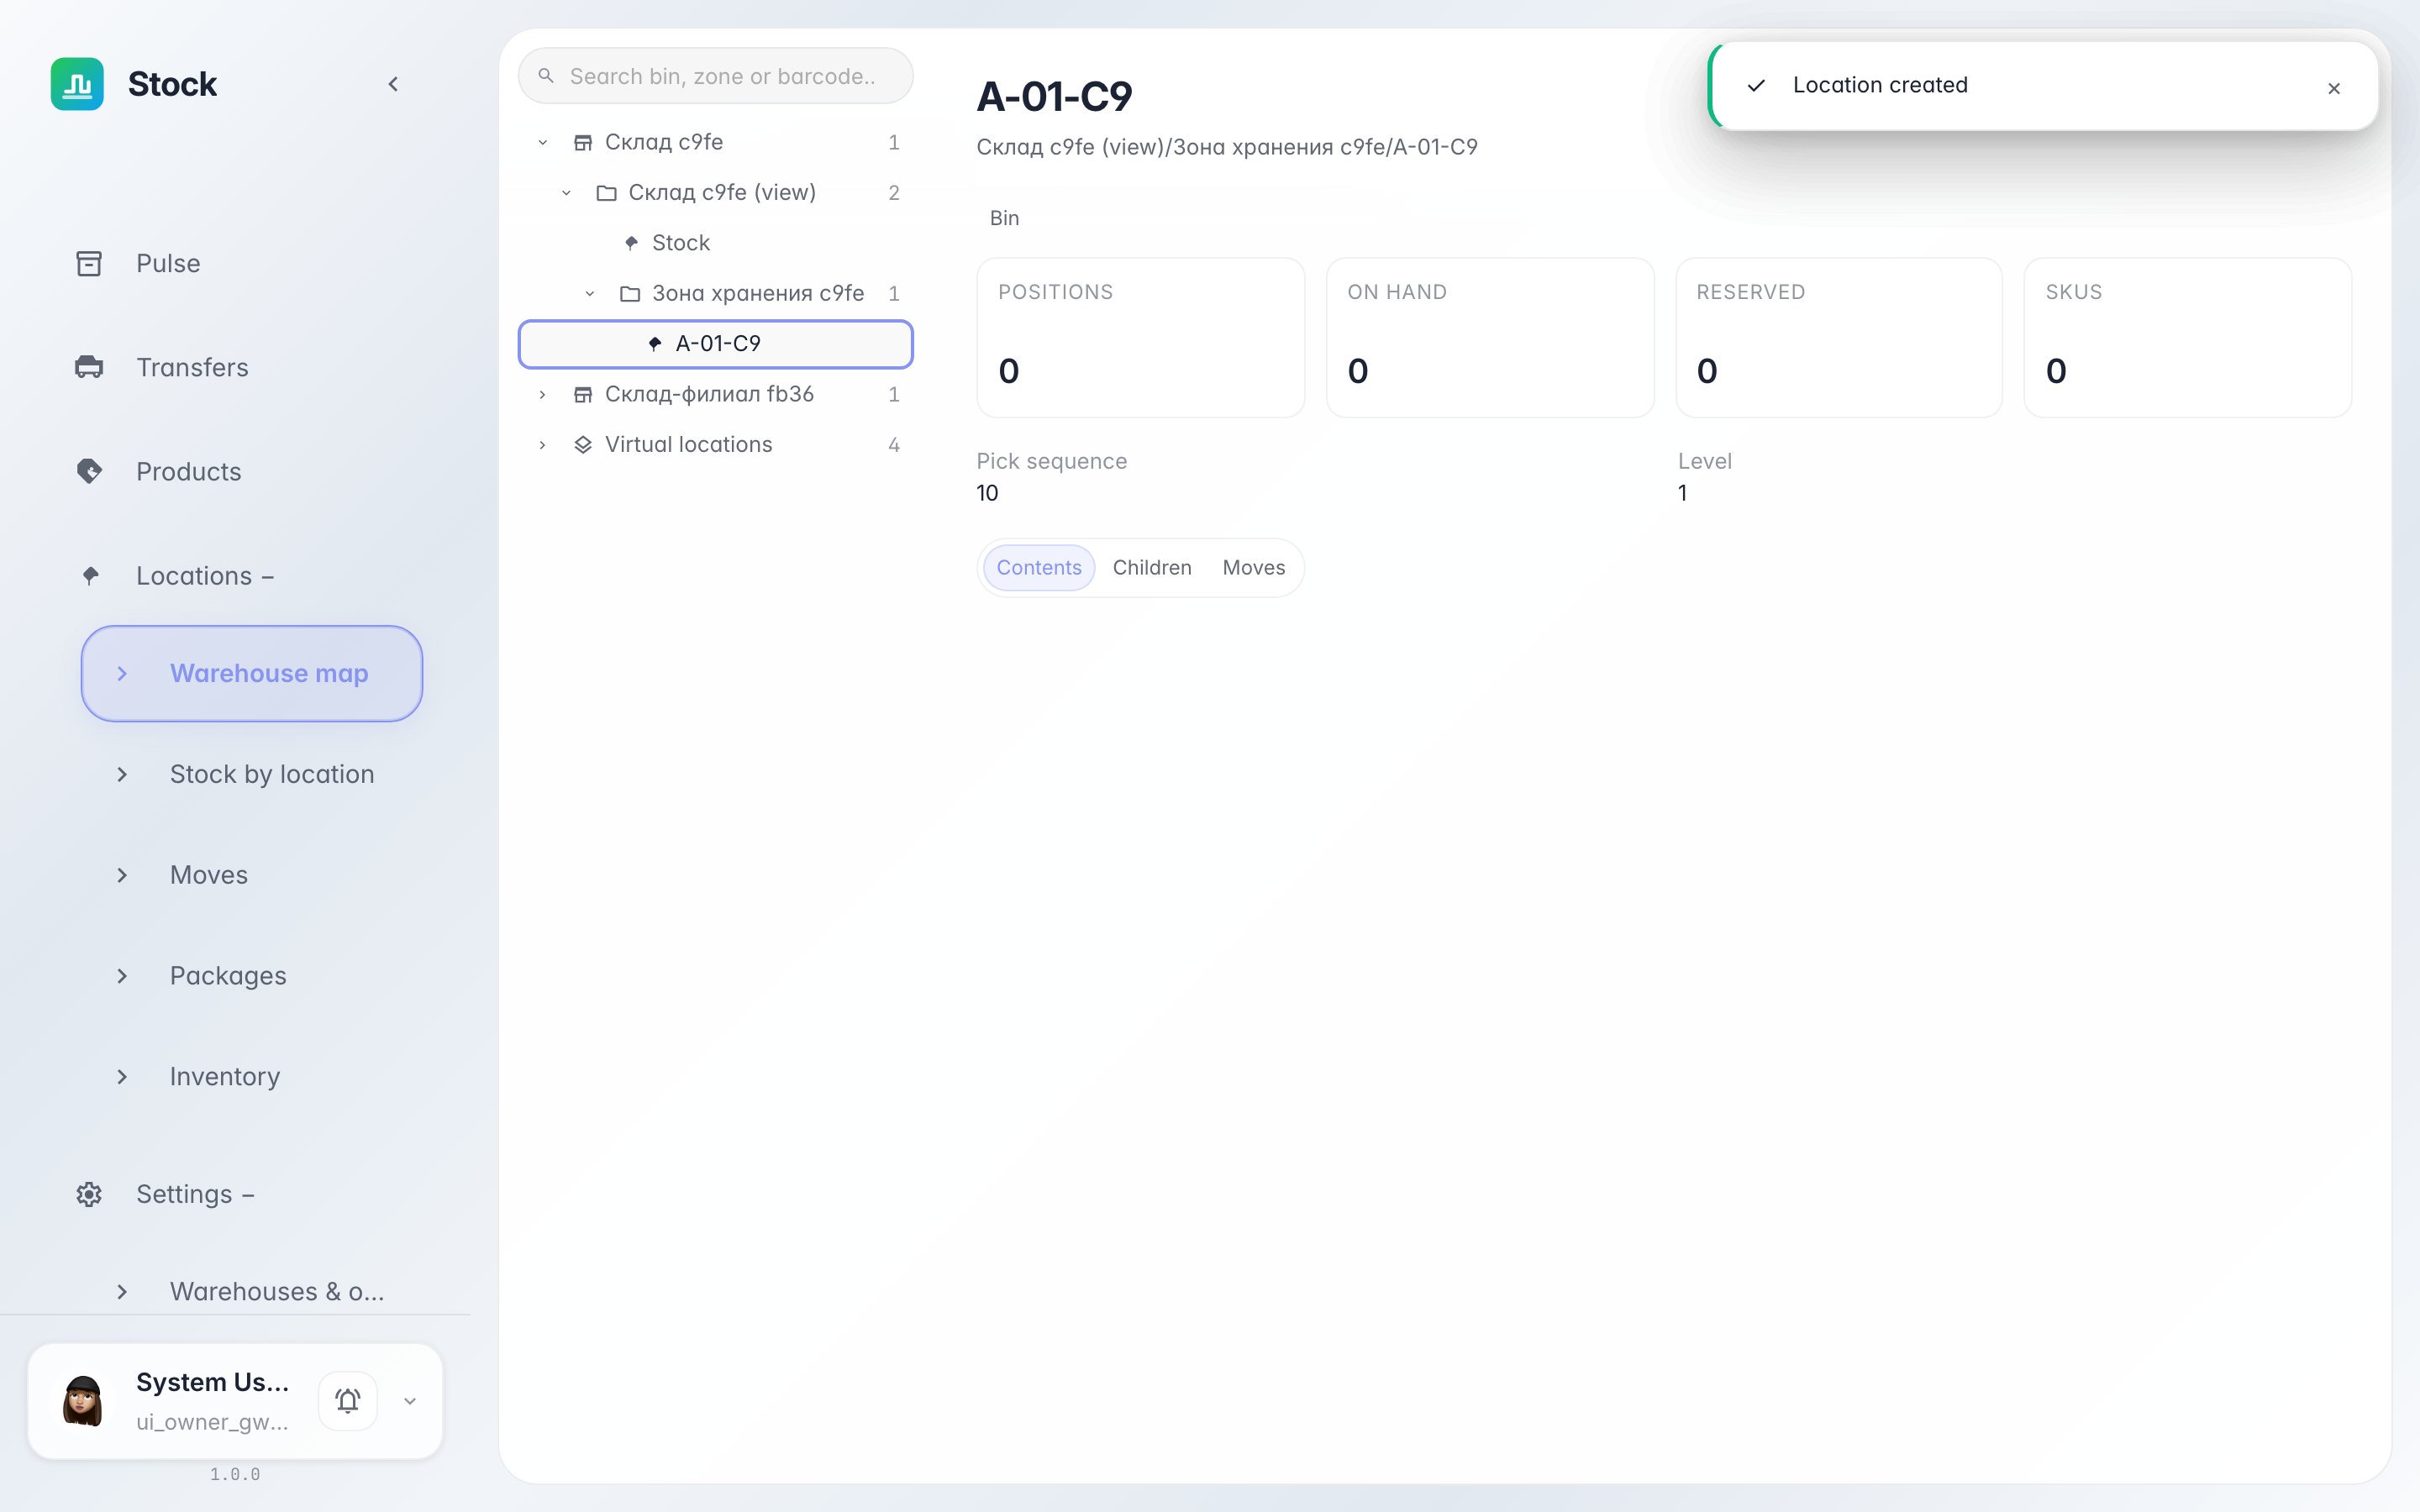 Stock
Pulse
Transfers
Products
Locations –
Warehouse map
Stock by location
Moves
Packages
Inventory
Settings –
Warehouses & o...
System Us...
ui_owner_gw...
1.0.0
Search bin, zone or barcode..
Склад c9fe 1
Склад c9fe (view) 2
Stock
Зона хранения c9fe 1
A-01-C9
Склад-филиал fb36 1
Virtual locations 4
A-01-C9
Склад c9fe (view)/Зона хранения c9fe/A-01-C9
Bin
POSITIONS
0
ON HAND
0
RESERVED
0
SKUS
0
Pick sequence
10
Level
1
Contents Children Moves
Location created